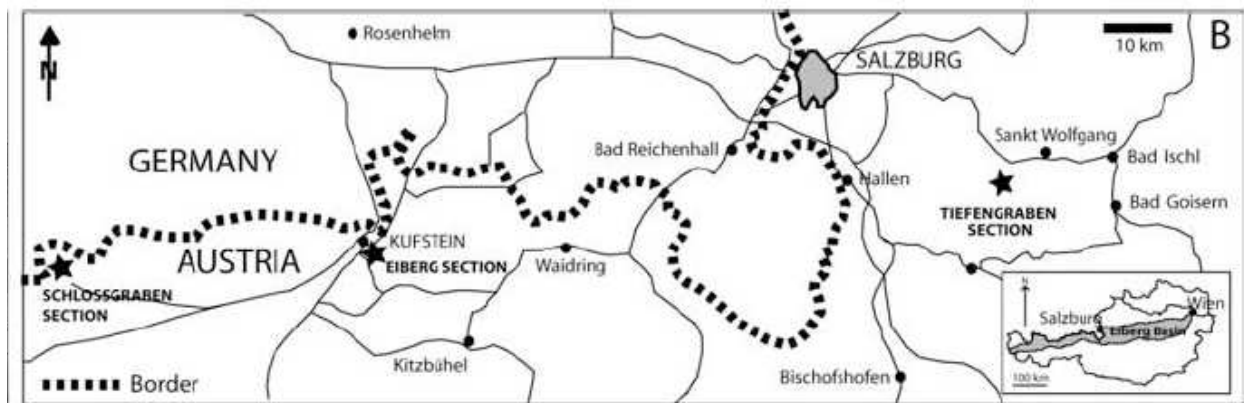 B
10 km
N
Rosenhelm
SALZBURG
GERMANY
Bad Reichenhall
Sankt Wolfgang
Bad Ischl
Hallen
Bad Goisern
TIEFENGRABEN
SECTION
AUSTRIA
KUFSTEIN
EIBERG SECTION
Waidring
SCHLOSSGRABEN
SECTION
Kitzbühel
Bischofshofen
Border
N
Wien
Salzburg
Eiberg Basin
100 km